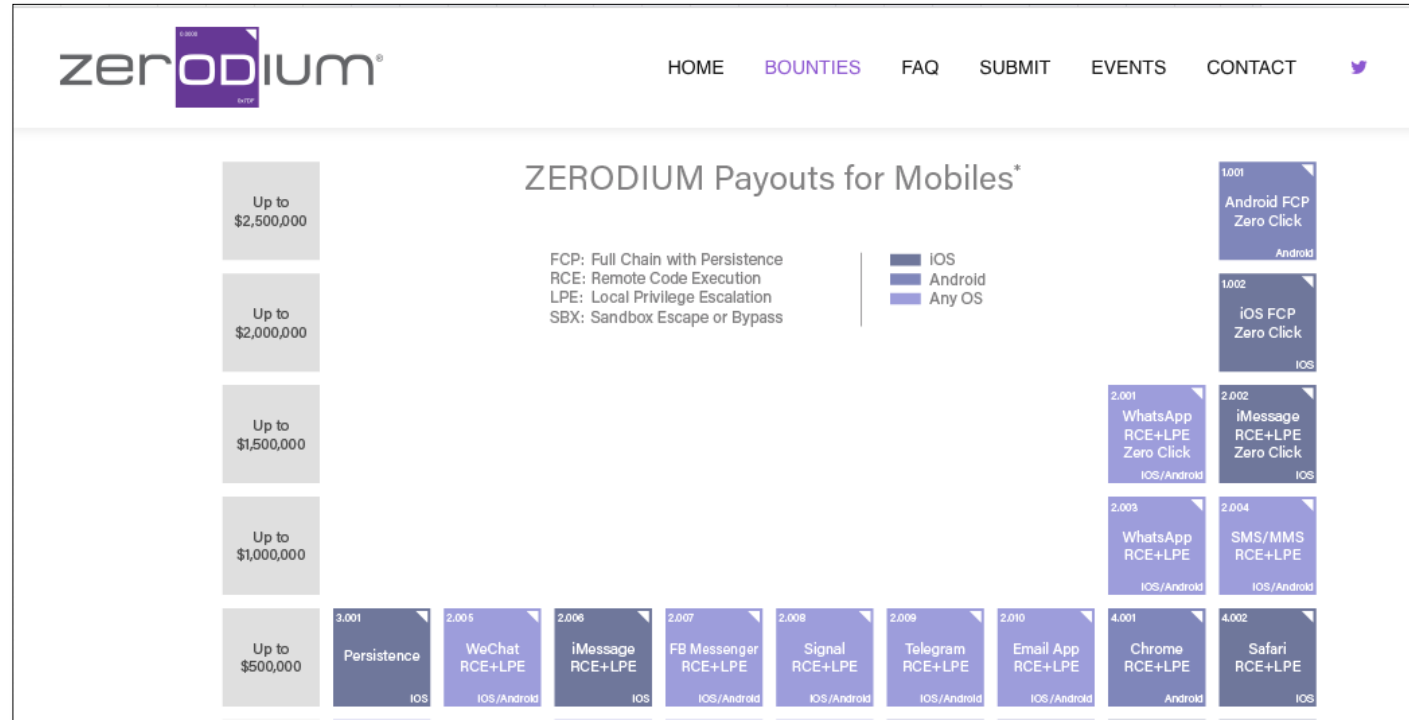 zerodium®
0.0000
0x7DF
HOME BOUNTIES FAQ SUBMIT EVENTS CONTACT
ZERODIUM Payouts for Mobiles*
FCP: Full Chain with Persistence
RCE: Remote Code Execution
LPE: Local Privilege Escalation
SBX: Sandbox Escape or Bypass
iOS
Android
Any OS
Up to
$2,500,000
1.001
Android FCP
Zero Click
Android
Up to
$2,000,000
1.002
iOS FCP
Zero Click
IOS
Up to
$1,500,000
2.001
WhatsApp
RCE+LPE
Zero Click
IOS/Android
2.002
iMessage
RCE+LPE
Zero Click
IOS
Up to
$1,000,000
2.003
WhatsApp
RCE+LPE
IOS/Android
2.004
SMS/MMS
RCE+LPE
IOS/Android
Up to
$500,000
3.001
Persistence
IOS
2.005
WeChat
RCE+LPE
IOS/Android
2.006
iMessage
RCE+LPE
IOS
2.007
FB Messenger
RCE+LPE
IOS/Android
2.008
Signal
RCE+LPE
IOS/Android
2.009
Telegram
RCE+LPE
IOS/Android
2.010
Email App
RCE+LPE
IOS/Android
4.001
Chrome
RCE+LPE
Android
4.002
Safari
RCE+LPE
IOS